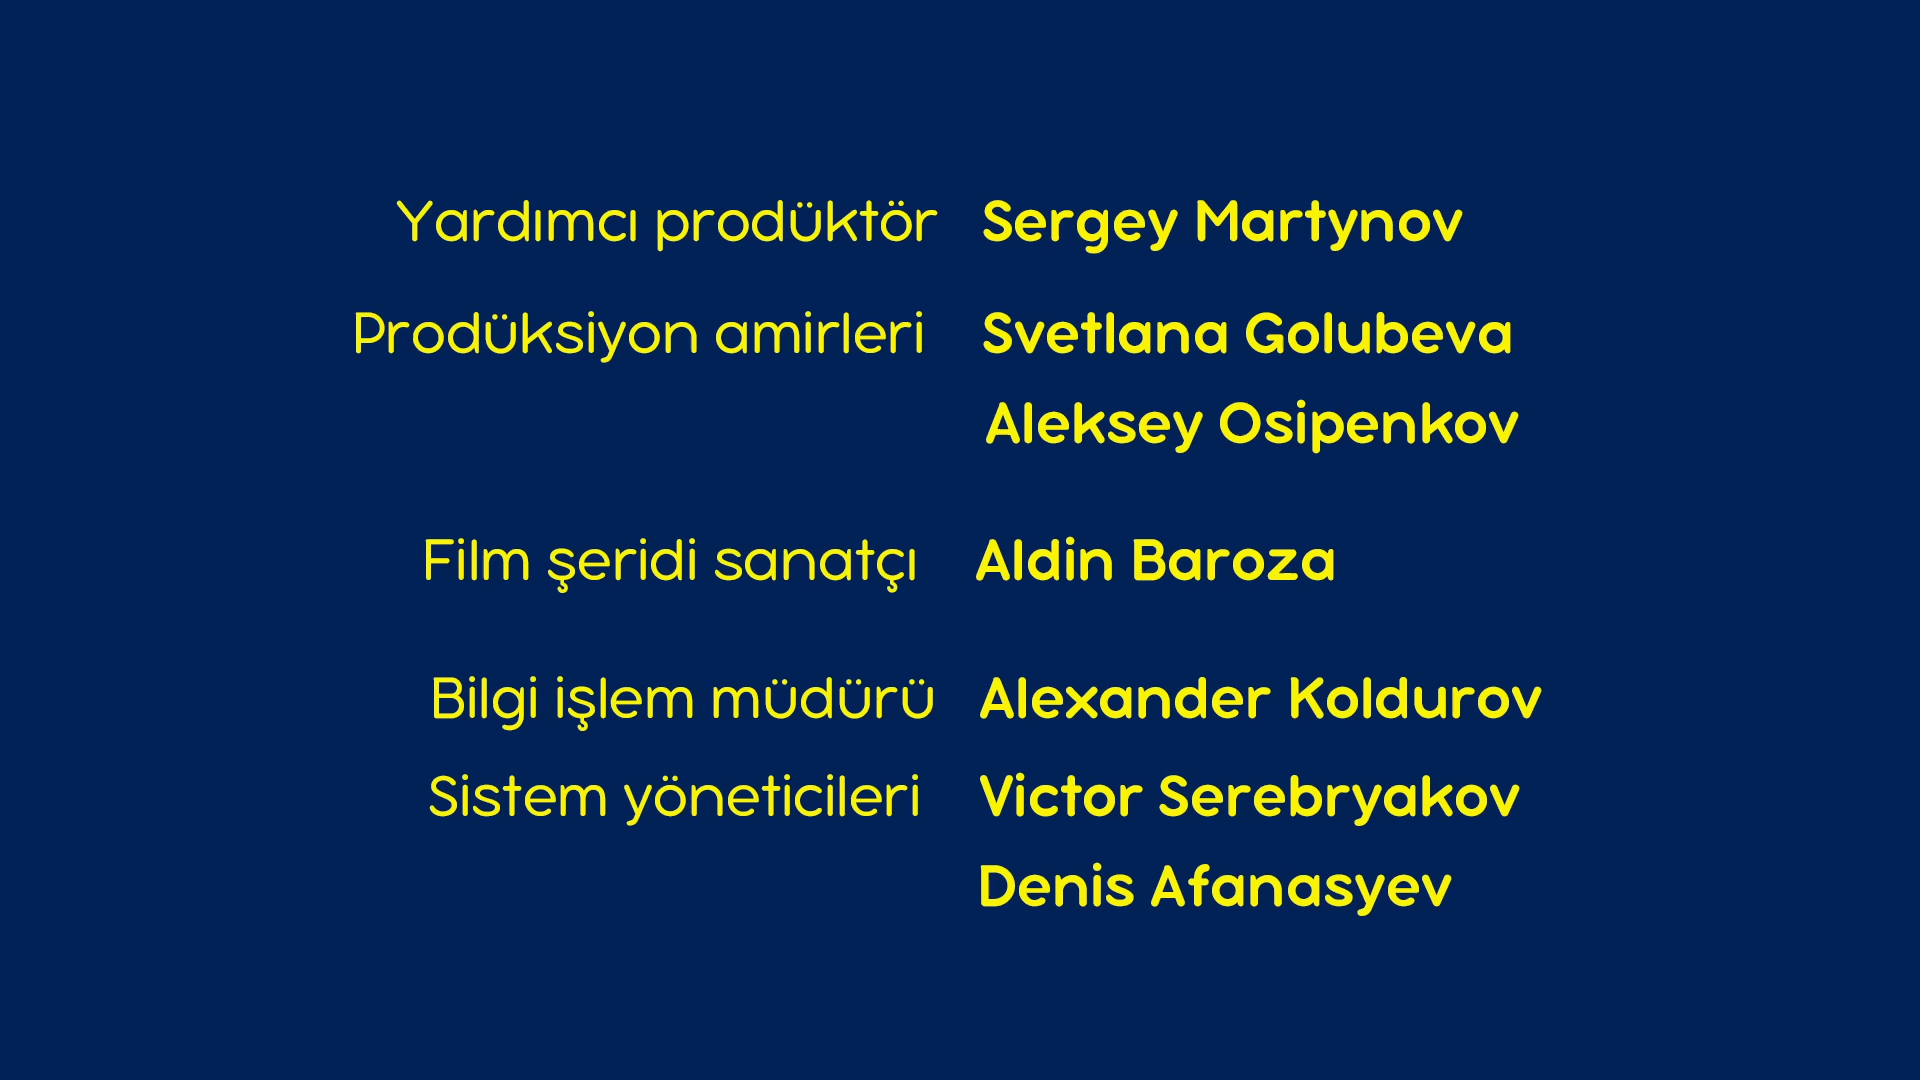 Yardımcı prodüktör Sergey Martynov
Prodüksiyon amirleri Svetlana Golubeva
Aleksey Osipenkov
Film şeridi sanatçı Aldin Baroza
Bilgi işlem müdürü Alexander Koldurov
Sistem yöneticileri Victor Serebryakov
Denis Afanasyev